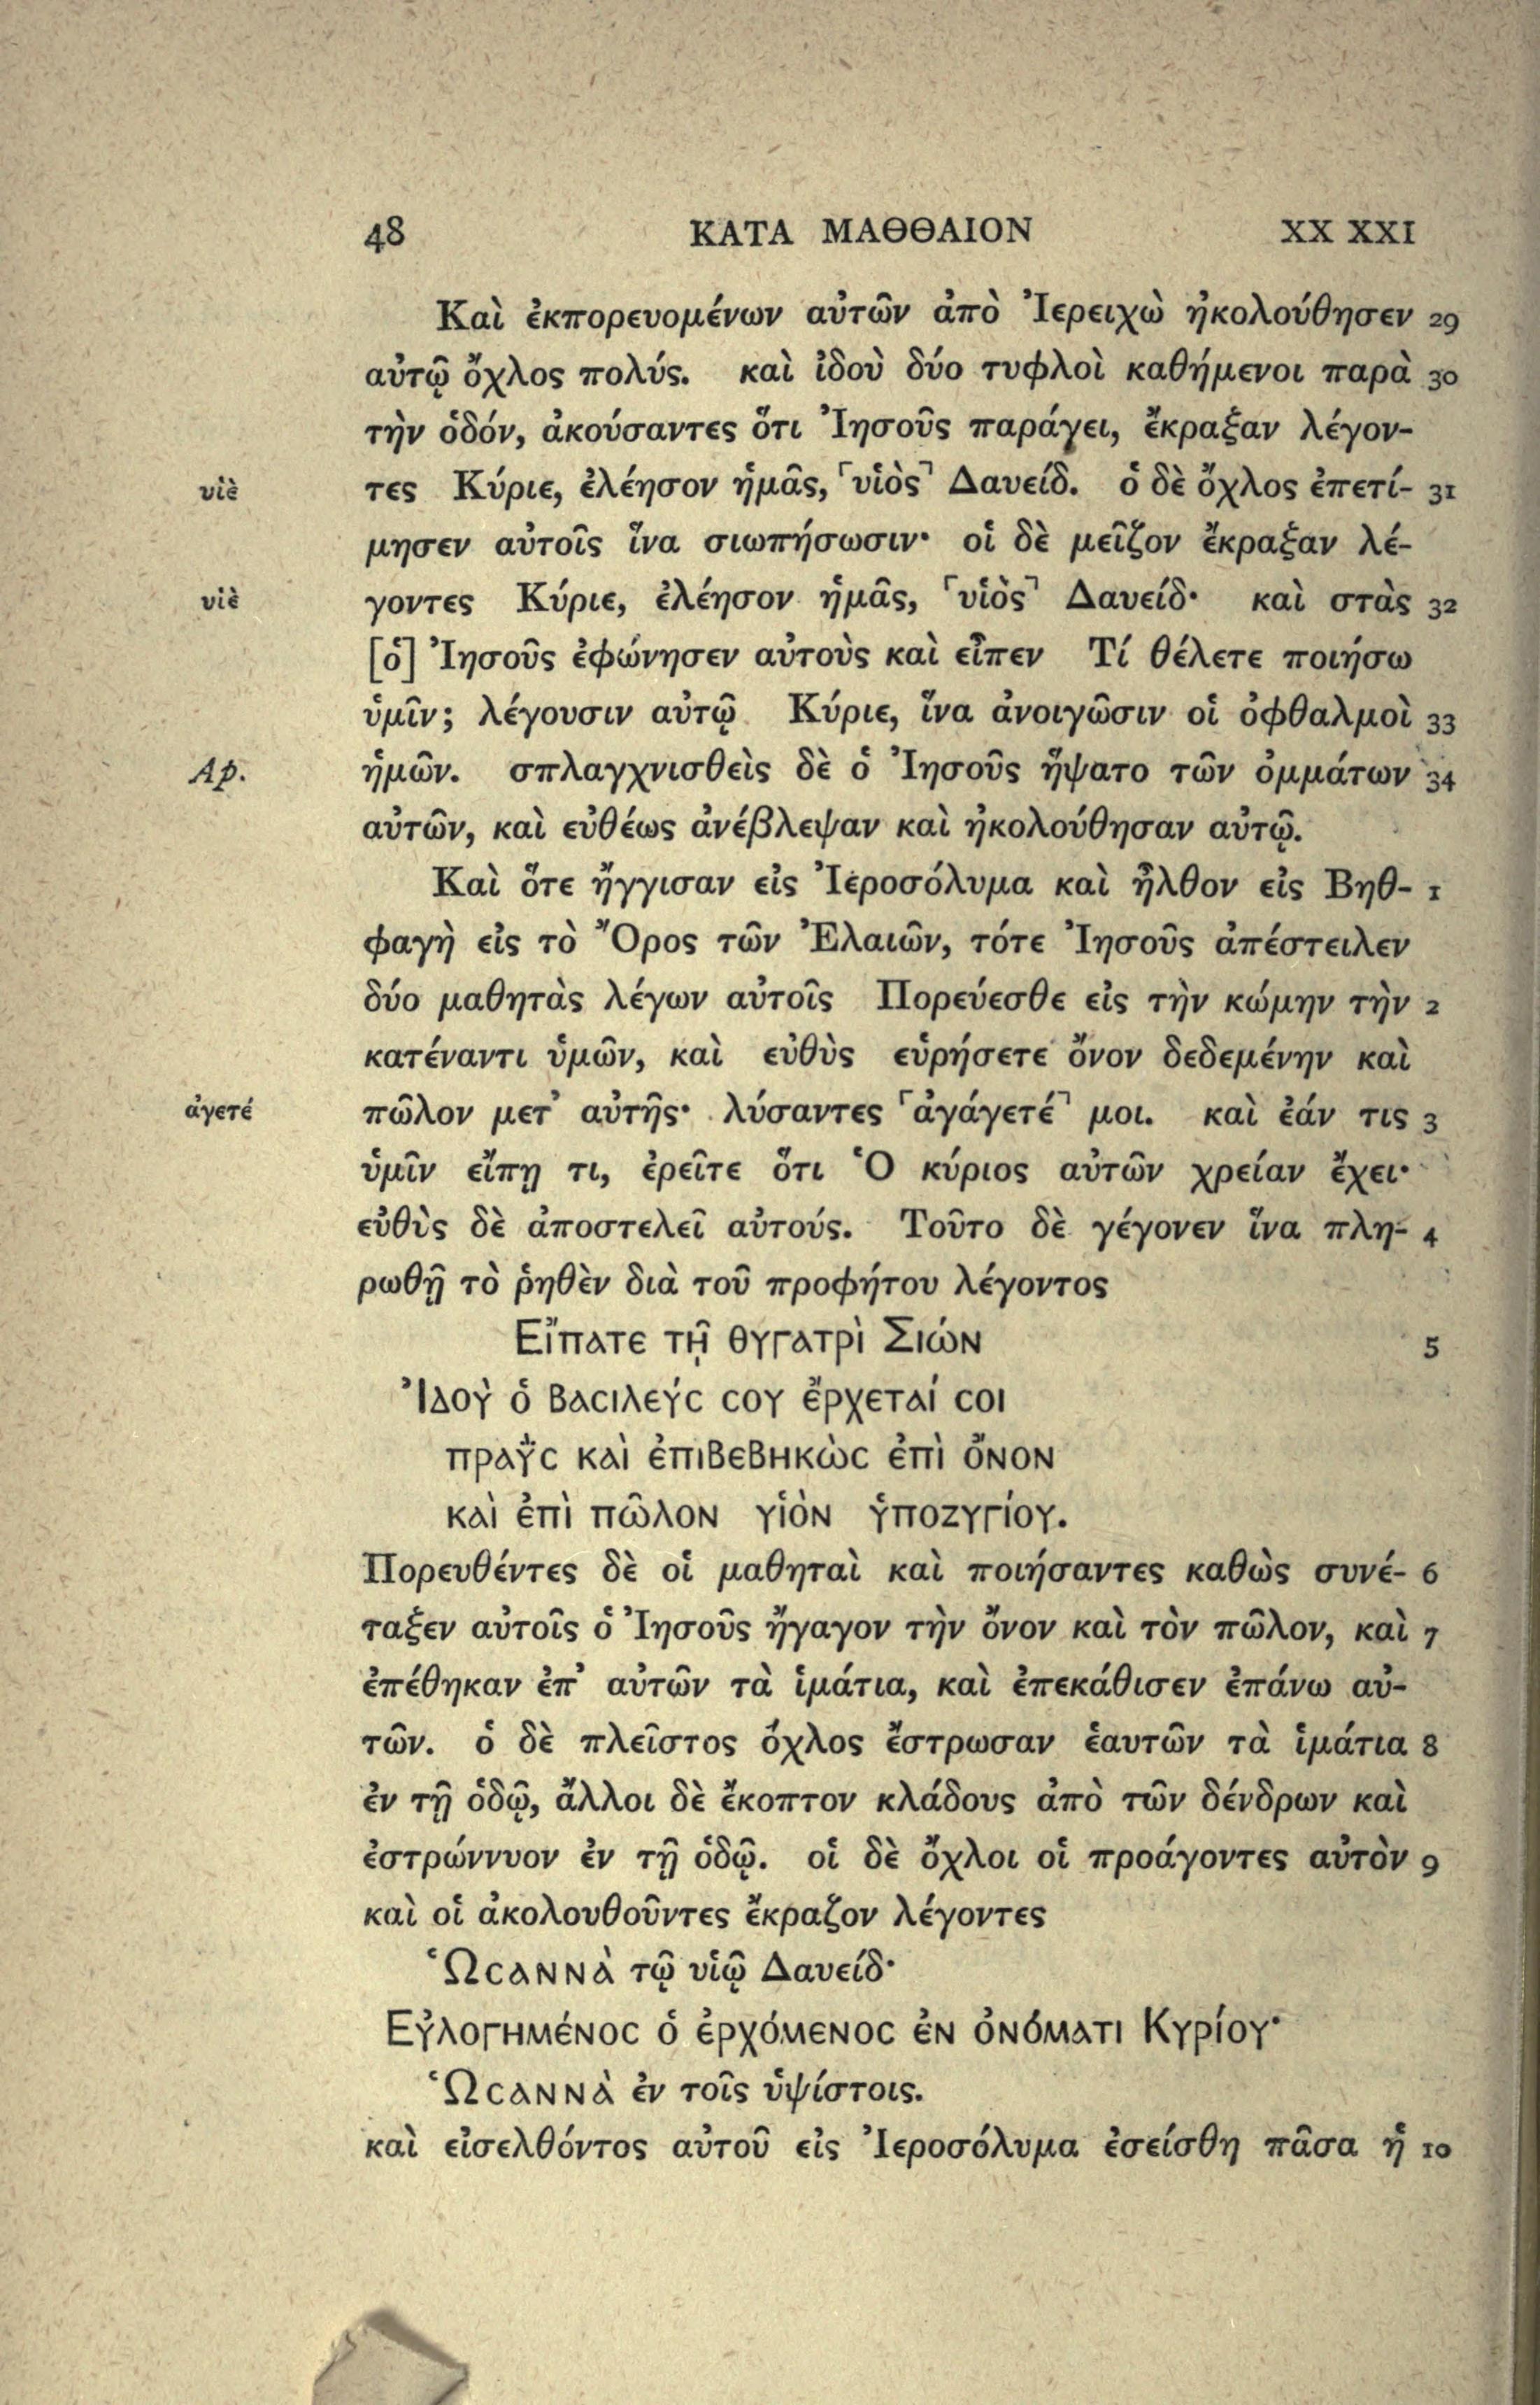 48 ΚΑΤΑ ΜΑΘΘΑΙΟΝ XX XXI
Καὶ ἐκπορευομένων αὐτῶν ἀπὸ Ἰερειχὼ ἠκολούθησεν 29
αὐτῷ ὄχλος πολύς. καὶ ἰδοὺ δύο τυφλοὶ καθήμενοι παρὰ 30
τὴν ὁδόν, ἀκούσαντες ὅτι Ἰησοῦς παράγει, ἔκραξαν λέγον-
υἱὲ τες Κύριε, ἐλέησον ἡμᾶς, ⌜υἱὸς⌝ Δαυείδ. ὁ δὲ ὄχλος ἐπετί- 31
μησεν αὐτοῖς ἵνα σιωπήσωσιν· οἱ δὲ μεῖζον ἔκραξαν λέ-
υἱὲ γοντες Κύριε, ἐλέησον ἡμᾶς, ⌜υἱὸς⌝ Δαυείδ· καὶ στὰς 32
[ὁ] Ἰησοῦς ἐφώνησεν αὐτοὺς καὶ εἶπεν Τί θέλετε ποιήσω
ὑμῖν; λέγουσιν αὐτῷ Κύριε, ἵνα ἀνοιγῶσιν οἱ ὀφθαλμοὶ 33
Ap. ἡμῶν. σπλαγχνισθεὶς δὲ ὁ Ἰησοῦς ἥψατο τῶν ὀμμάτων 34
αὐτῶν, καὶ εὐθέως ἀνέβλεψαν καὶ ἠκολούθησαν αὐτῷ.
Καὶ ὅτε ἤγγισαν εἰς Ἰεροσόλυμα καὶ ἦλθον εἰς Βηθ- 1
φαγὴ εἰς τὸ Ὄρος τῶν Ἐλαιῶν, τότε Ἰησοῦς ἀπέστειλεν
δύο μαθητὰς λέγων αὐτοῖς Πορεύεσθε εἰς τὴν κώμην τὴν 2
κατέναντι ὑμῶν, καὶ εὐθὺς εὑρήσετε ὄνον δεδεμένην καὶ
ἄγετέ πῶλον μετ’ αὐτῆς· λύσαντες ⌜ἀγάγετέ⌝ μοι. καὶ ἐάν τις 3
ὑμῖν εἴπῃ τι, ἐρεῖτε ὅτι Ὁ κύριος αὐτῶν χρείαν ἔχει·
εὐθὺς δὲ ἀποστελεῖ αὐτούς. Τοῦτο δὲ γέγονεν ἵνα πλη- 4
ρωθῇ τὸ ῥηθὲν διὰ τοῦ προφήτου λέγοντος
Εἴπατε τῇ θυγατρὶ Σιών 5
Ἰδοὺ ὁ βασιλεύς σου ἔρχεταί σοι
πραῢς καὶ ἐπιβεβηκὼς ἐπὶ ὄνον
καὶ ἐπὶ πῶλον υἱὸν ὑποζυγίου.
Πορευθέντες δὲ οἱ μαθηταὶ καὶ ποιήσαντες καθὼς συνέ- 6
ταξεν αὐτοῖς ὁ Ἰησοῦς ἤγαγον τὴν ὄνον καὶ τὸν πῶλον, καὶ 7
ἐπέθηκαν ἐπ’ αὐτῶν τὰ ἱμάτια, καὶ ἐπεκάθισεν ἐπάνω αὐ-
τῶν. ὁ δὲ πλεῖστος ὄχλος ἔστρωσαν ἑαυτῶν τὰ ἱμάτια 8
ἐν τῇ ὁδῷ, ἄλλοι δὲ ἔκοπτον κλάδους ἀπὸ τῶν δένδρων καὶ
ἐστρώννυον ἐν τῇ ὁδῷ. οἱ δὲ ὄχλοι οἱ προάγοντες αὐτὸν 9
καὶ οἱ ἀκολουθοῦντες ἔκραζον λέγοντες
Ὡσαννὰ τῷ υἱῷ Δαυείδ·
Εὐλογημένος ὁ ἐρχόμενος ἐν ὀνόματι Κυρίου·
Ὡσαννὰ ἐν τοῖς ὑψίστοις.
καὶ εἰσελθόντος αὐτοῦ εἰς Ἰεροσόλυμα ἐσείσθη πᾶσα ἡ 10